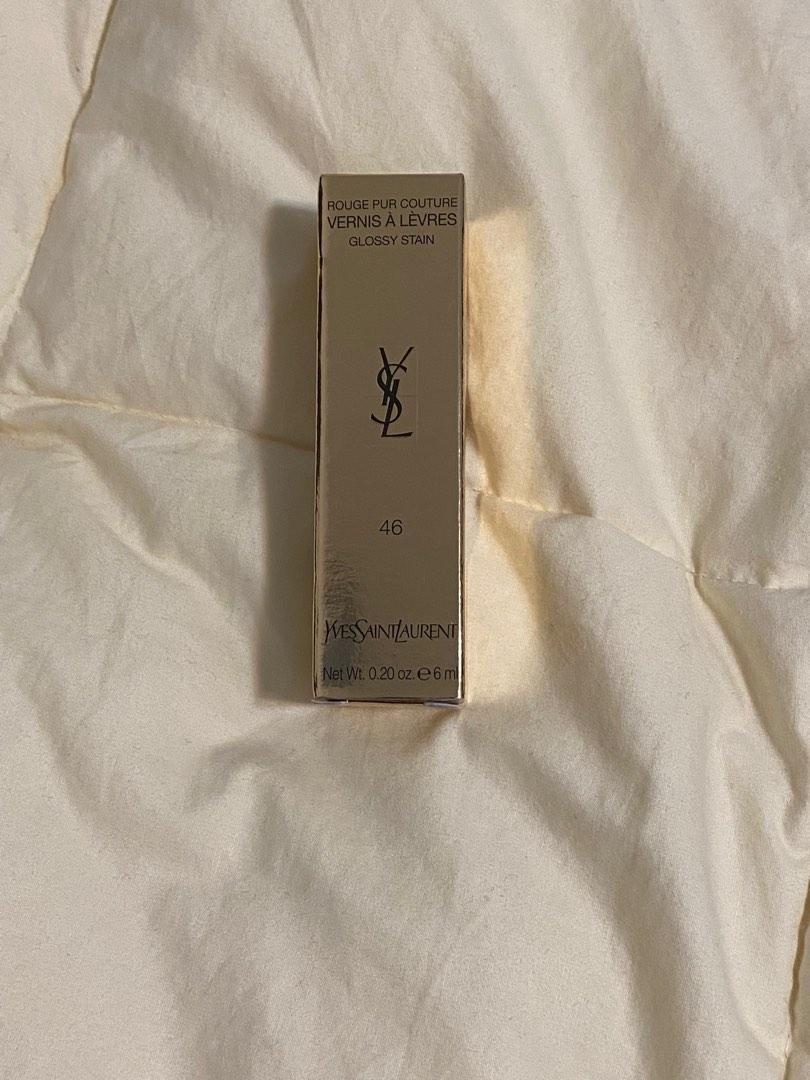 ROUGE PUR COUTURE
VERNIS À LÈVRES
GLOSSY STAIN
YSL
46
YVESSAINTLAURENT
Net Wt. 0.20 oz. ℮ 6 ml